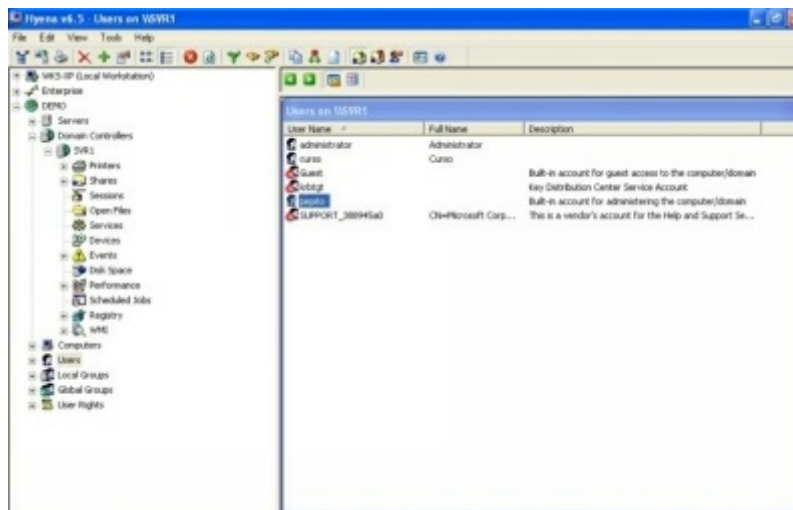 Hyena v6.5 - Users on \\SVR1
File Edit View Tools Help
WKS-IP (Local Workstation)
Enterprise
DEMO
Servers
Domain Controllers
SVR1
Printers
Shares
Sessions
Open Files
Services
Devices
Events
Disk Space
Performance
Scheduled Jobs
Registry
WMI
Computers
Users
Local Groups
Global Groups
User Rights
Users on \\SVR1
User Name Full Name Description
administrator Administrator
curso Curso
Guest Built-in account for guest access to the computer/domain
krbtgt Key Distribution Center Service Account
pepito Built-in account for administering the computer/domain
SUPPORT_388945a0 CN=Microsoft Corp... This is a vendor's account for the Help and Support Se...